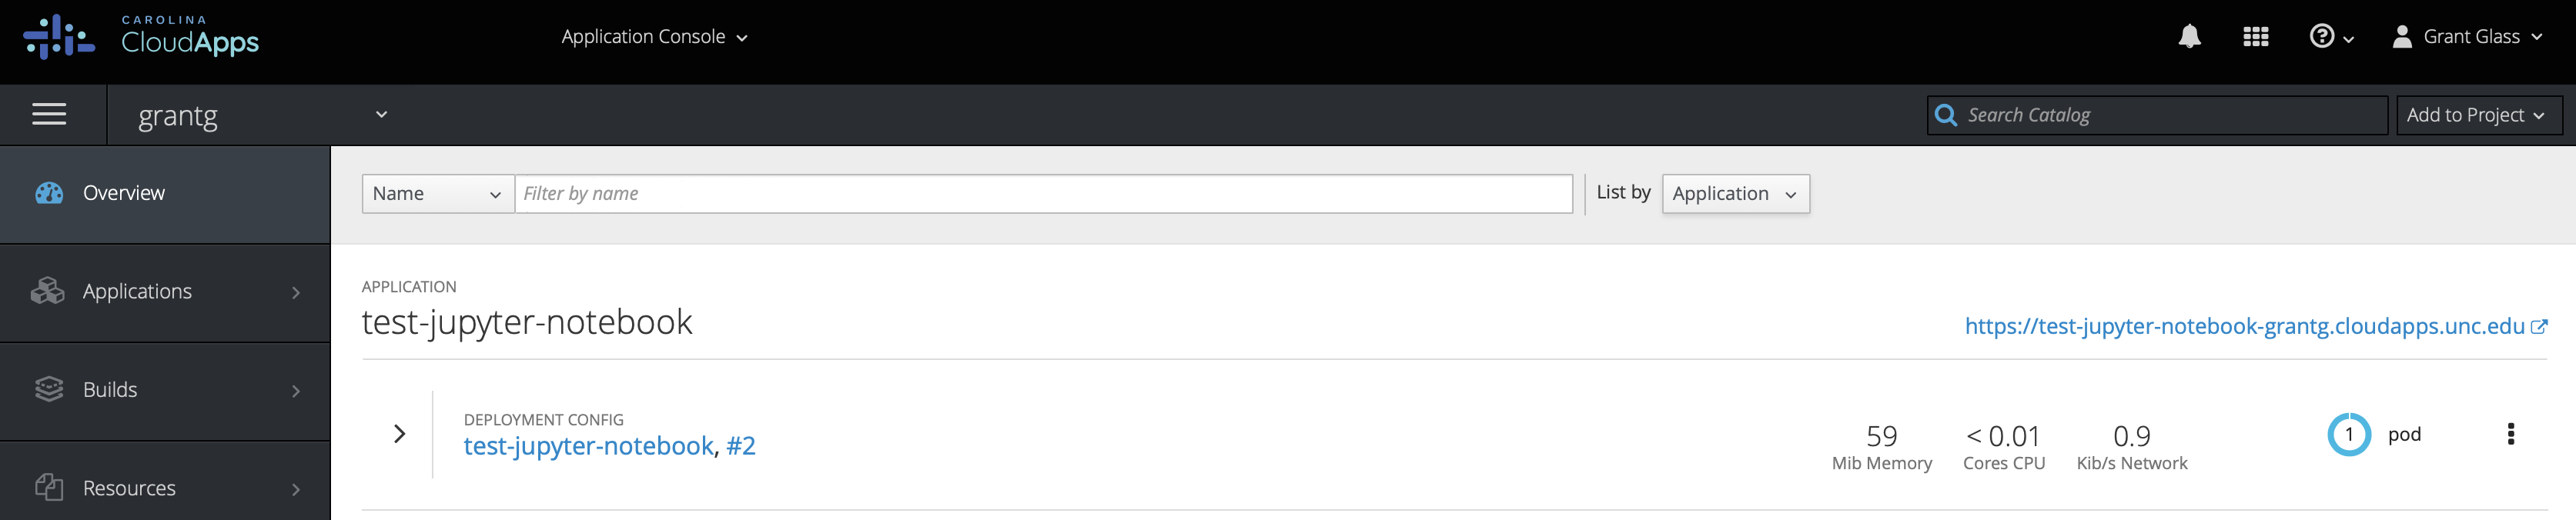 CAROLINA
CloudApps
Application Console
Grant Glass
grantg
Search Catalog
Add to Project
Overview
Name
Filter by name
List by
Application
Applications
APPLICATION
test-jupyter-notebook
https://test-jupyter-notebook-grantg.cloudapps.unc.edu
Builds
DEPLOYMENT CONFIG
test-jupyter-notebook, #2
59
Mib Memory
< 0.01
Cores CPU
0.9
Kib/s Network
1 pod
Resources